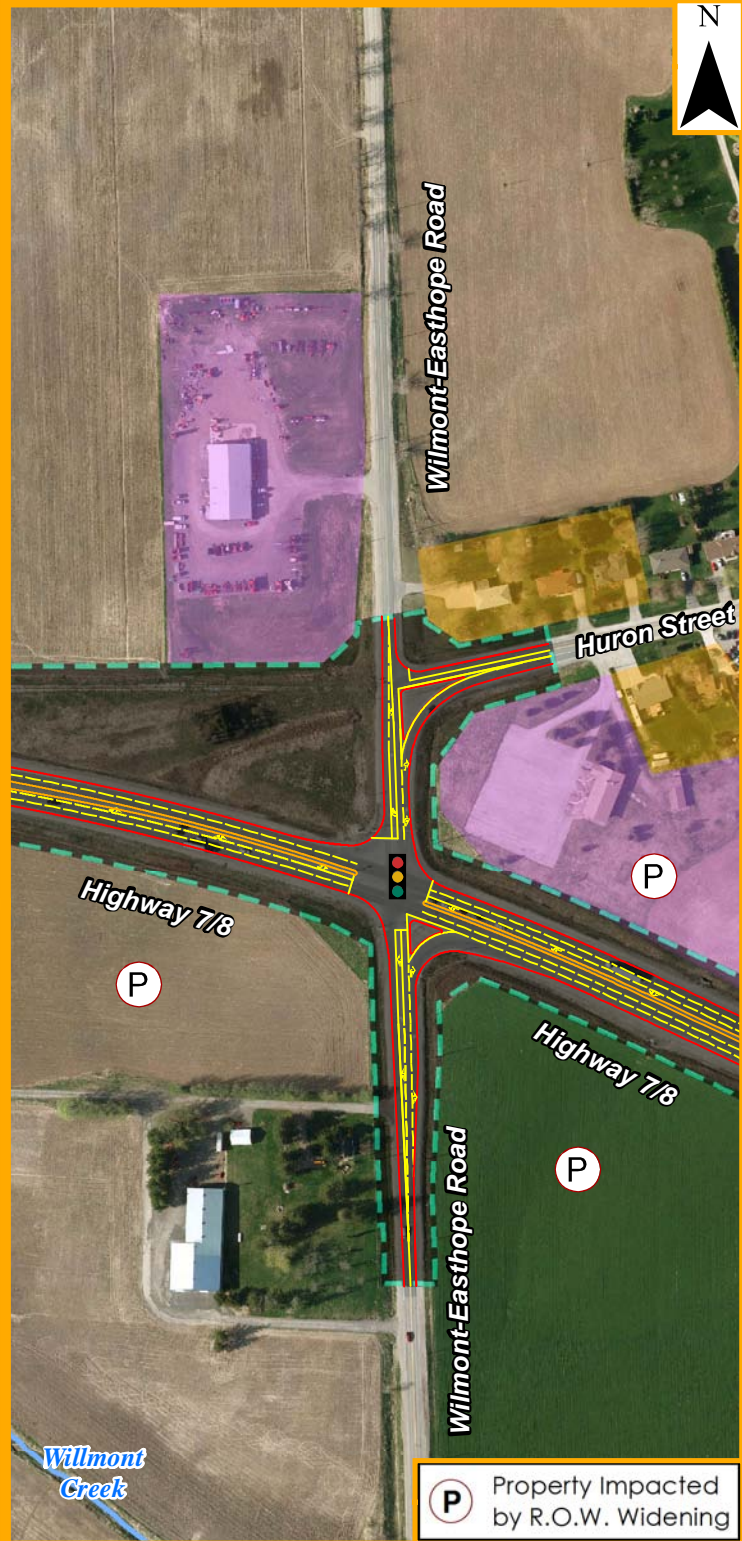 N
Wilmont-Easthope Road
Huron Street
P
Highway 7/8
P
Highway 7/8
P
Wilmont-Easthope Road
Willmont
Creek
P Property Impacted
by R.O.W. Widening